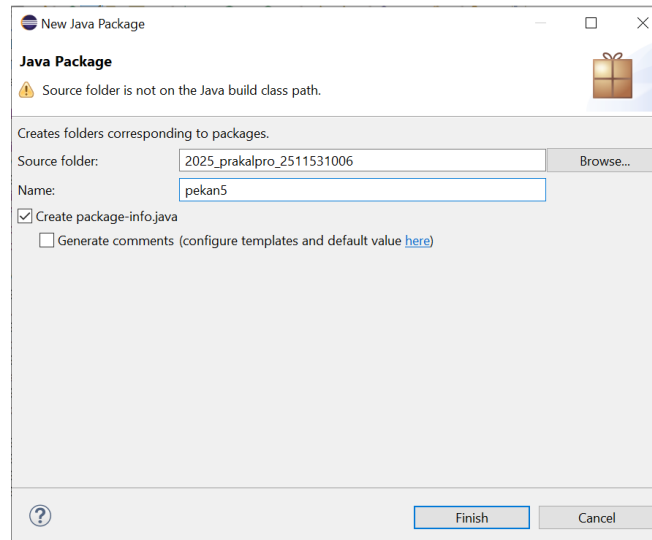 New Java Package
Java Package
Source folder is not on the Java build class path.
Creates folders corresponding to packages.
Source folder: 2025_prakalpro_2511531006 Browse...
Name: pekan5
Create package-info.java
Generate comments (configure templates and default value here)
? Finish Cancel